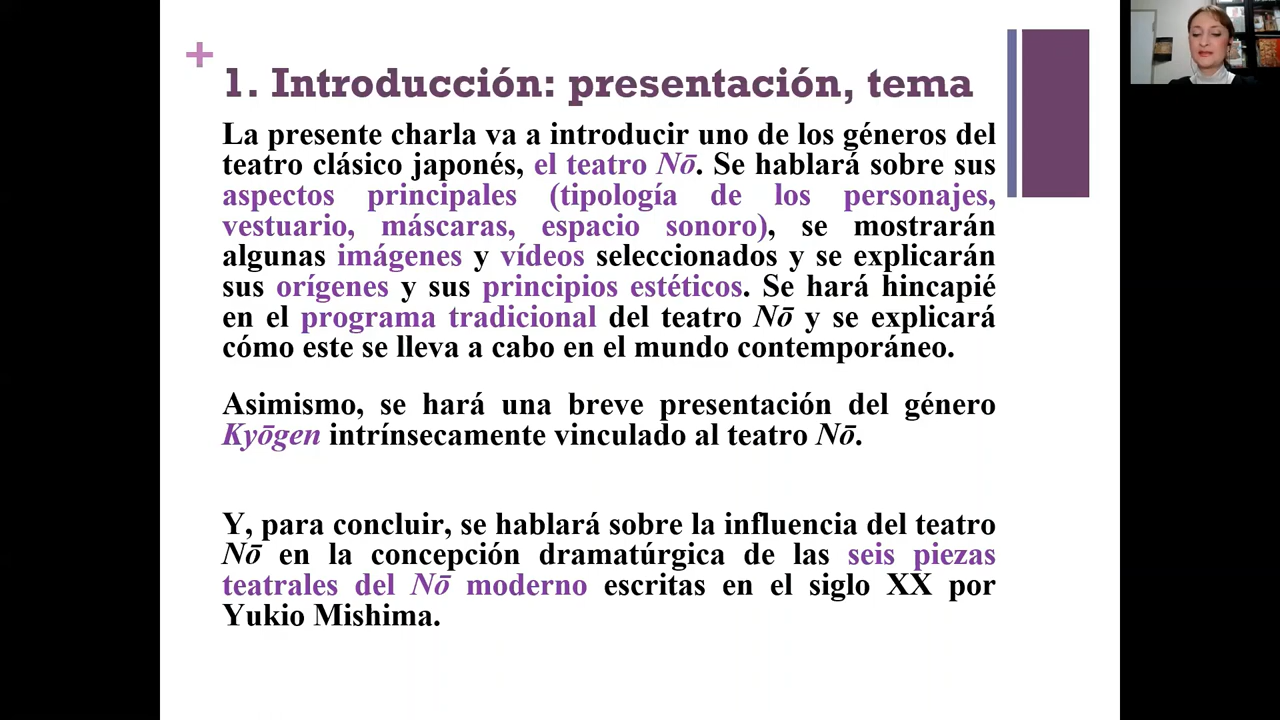 1. Introducción: presentación, tema
La presente charla va a introducir uno de los géneros del
teatro clásico japonés, el teatro Nō. Se hablará sobre sus
aspectos principales (tipología de los personajes,
vestuario, máscaras, espacio sonoro), se mostrarán
algunas imágenes y vídeos seleccionados y se explicarán
sus orígenes y sus principios estéticos. Se hará hincapié
en el programa tradicional del teatro Nō y se explicará
cómo este se lleva a cabo en el mundo contemporáneo.
Asimismo, se hará una breve presentación del género
Kyōgen intrínsecamente vinculado al teatro Nō.
Y, para concluir, se hablará sobre la influencia del teatro
Nō en la concepción dramatúrgica de las seis piezas
teatrales del Nō moderno escritas en el siglo XX por
Yukio Mishima.